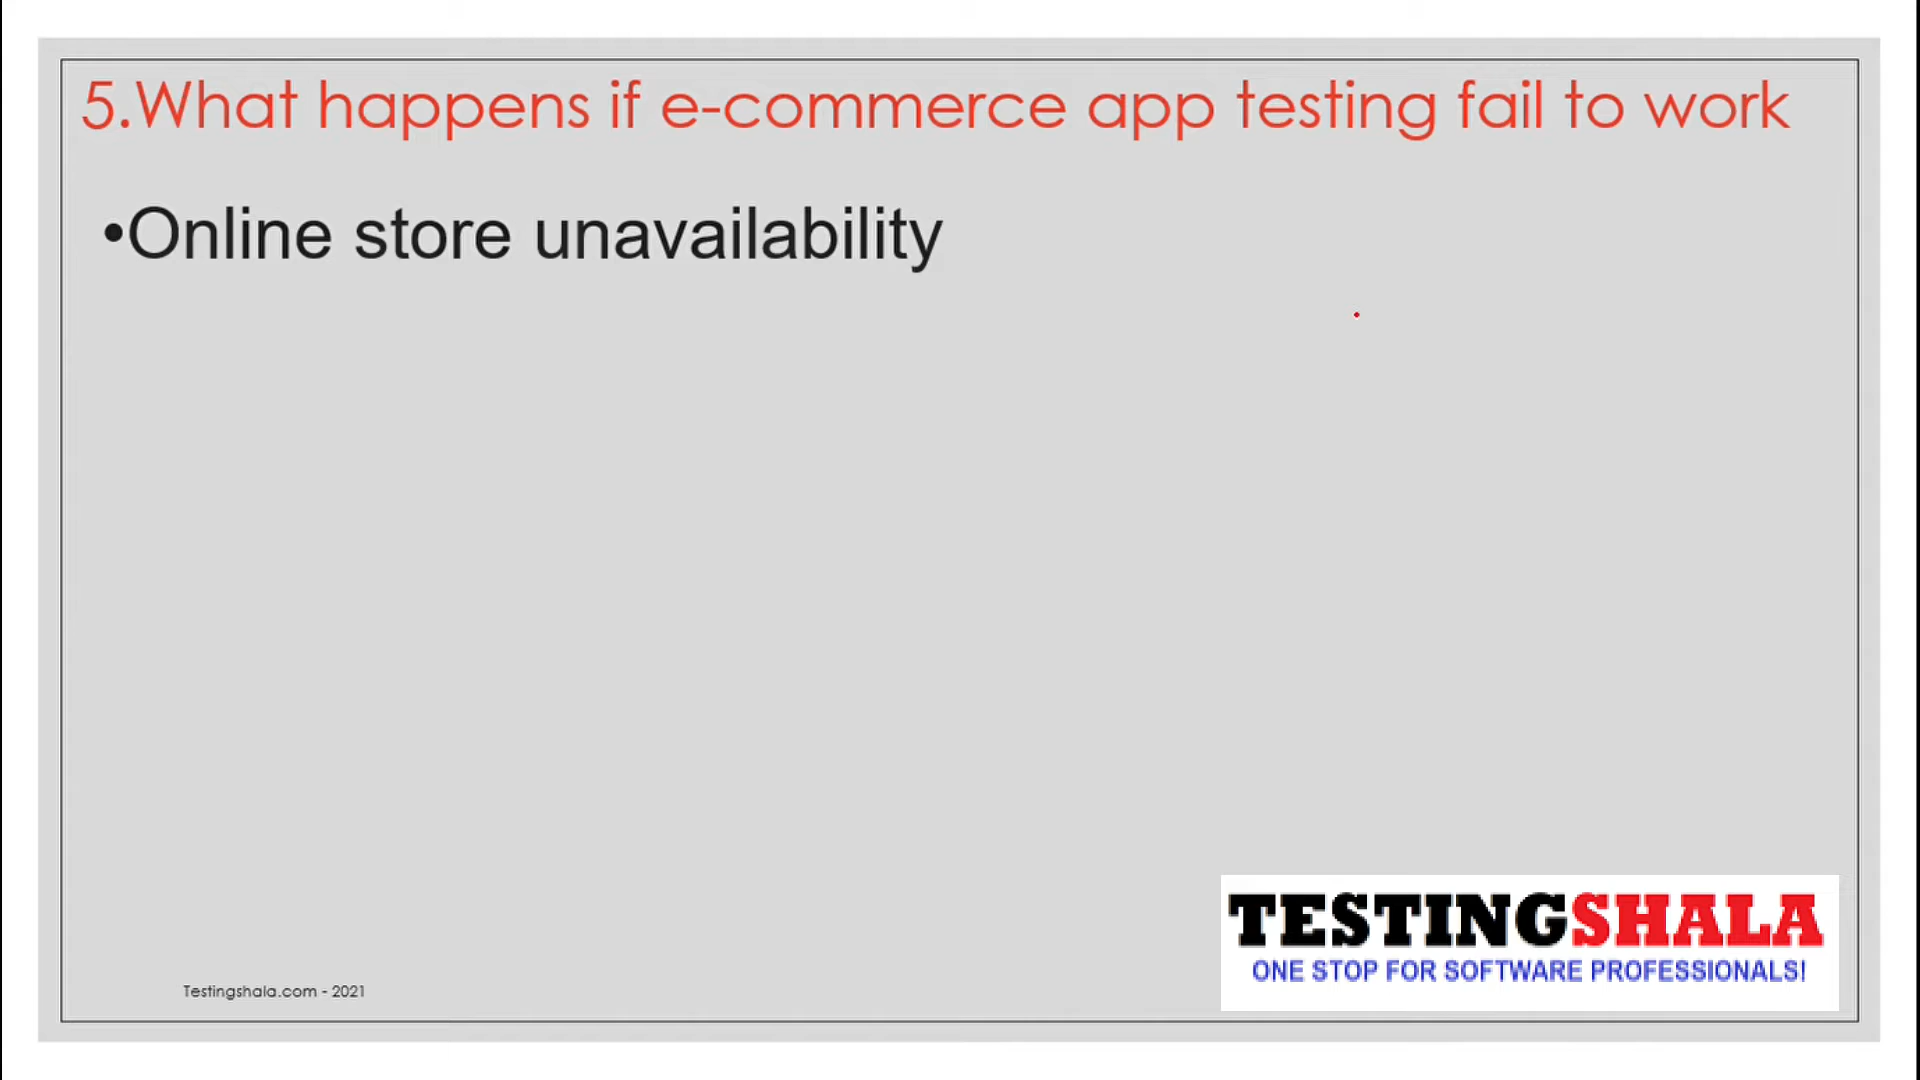 5.What happens if e-commerce app testing fail to work
•Online store unavailability
TESTINGSHALA
ONE STOP FOR SOFTWARE PROFESSIONALS!
Testingshala.com - 2021